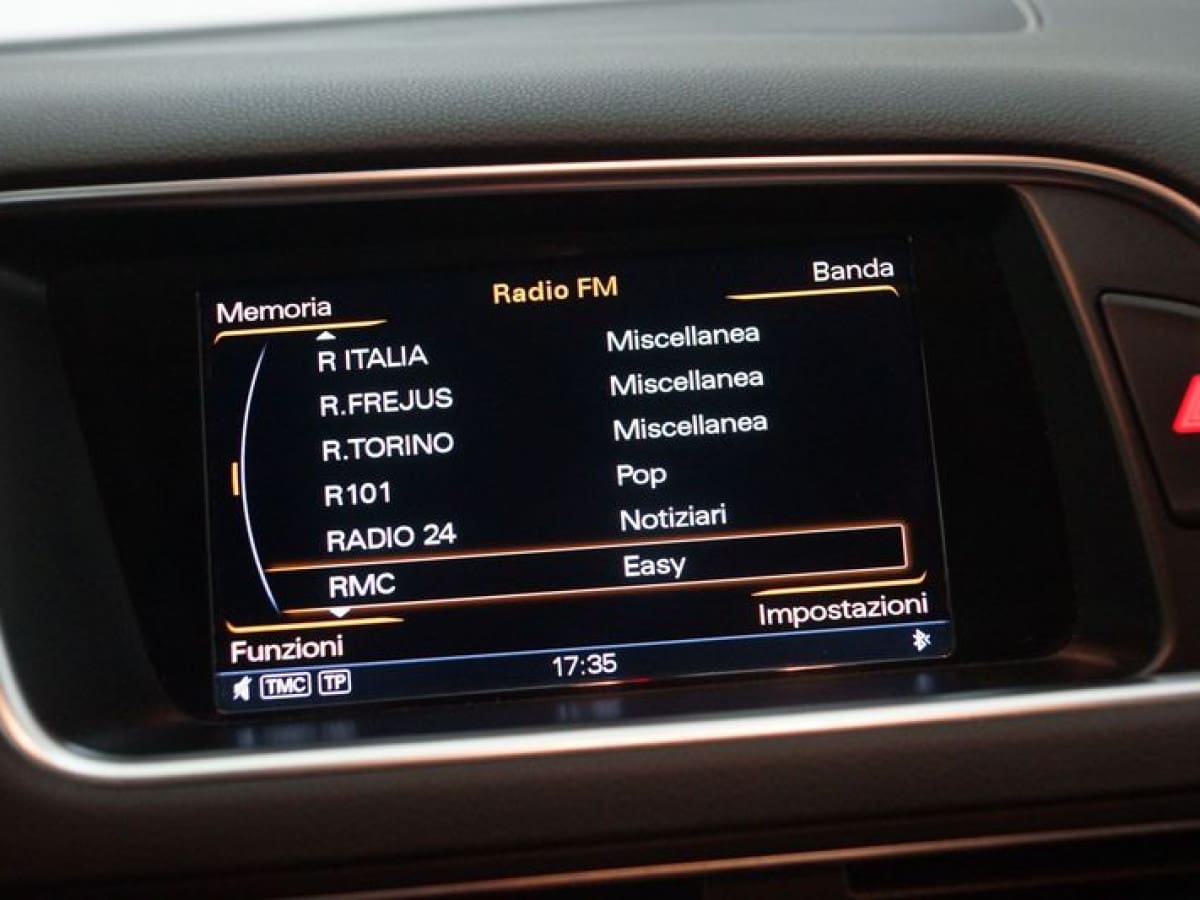 Memoria Radio FM Banda
R ITALIA Miscellanea
R.FREJUS Miscellanea
R.TORINO Miscellanea
R101 Pop
RADIO 24 Notiziari
RMC Easy
Funzioni Impostazioni
TMC TP 17:35